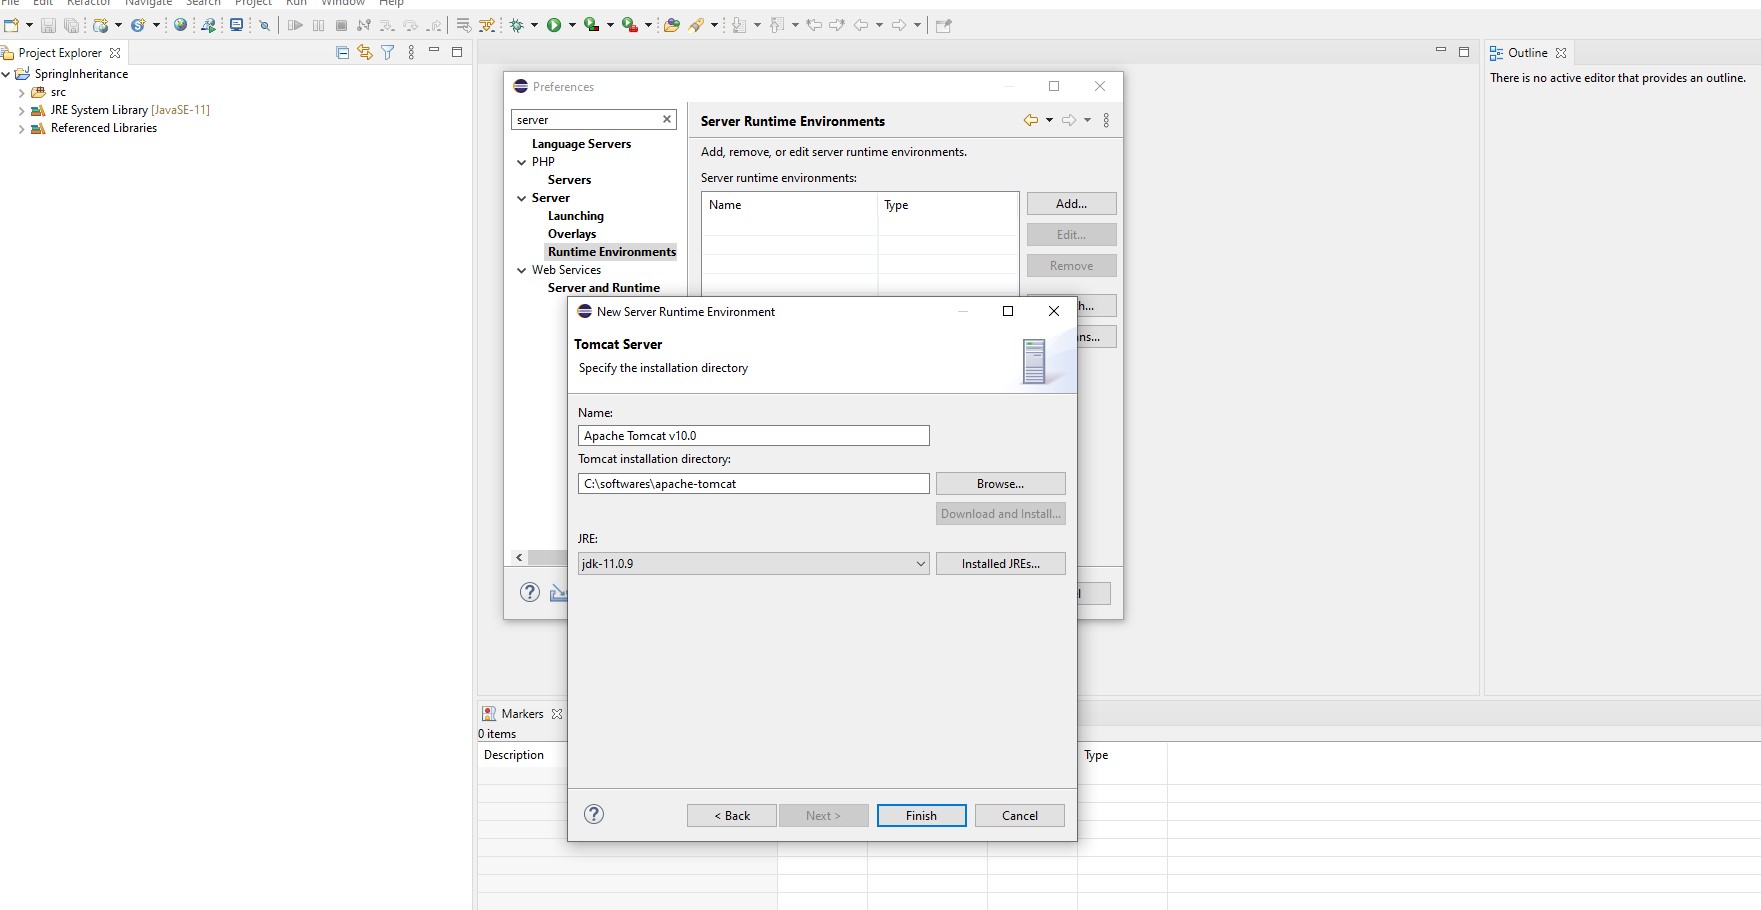 File Edit Refactor Navigate Search Project Run Window Help
Project Explorer
SpringInheritance
src
JRE System Library [JavaSE-11]
Referenced Libraries
Preferences
server
Language Servers
PHP
Servers
Server
Launching
Overlays
Runtime Environments
Web Services
Server and Runtime
Server Runtime Environments
Add, remove, or edit server runtime environments.
Server runtime environments:
Name Type
Add...
Edit...
Remove
h...
ns...
New Server Runtime Environment
Tomcat Server
Specify the installation directory
Name:
Apache Tomcat v10.0
Tomcat installation directory:
C:\softwares\apache-tomcat
Browse...
Download and Install...
JRE:
jdk-11.0.9
Installed JREs...
< Back Next > Finish Cancel
Outline
There is no active editor that provides an outline.
Markers
0 items
Description Type